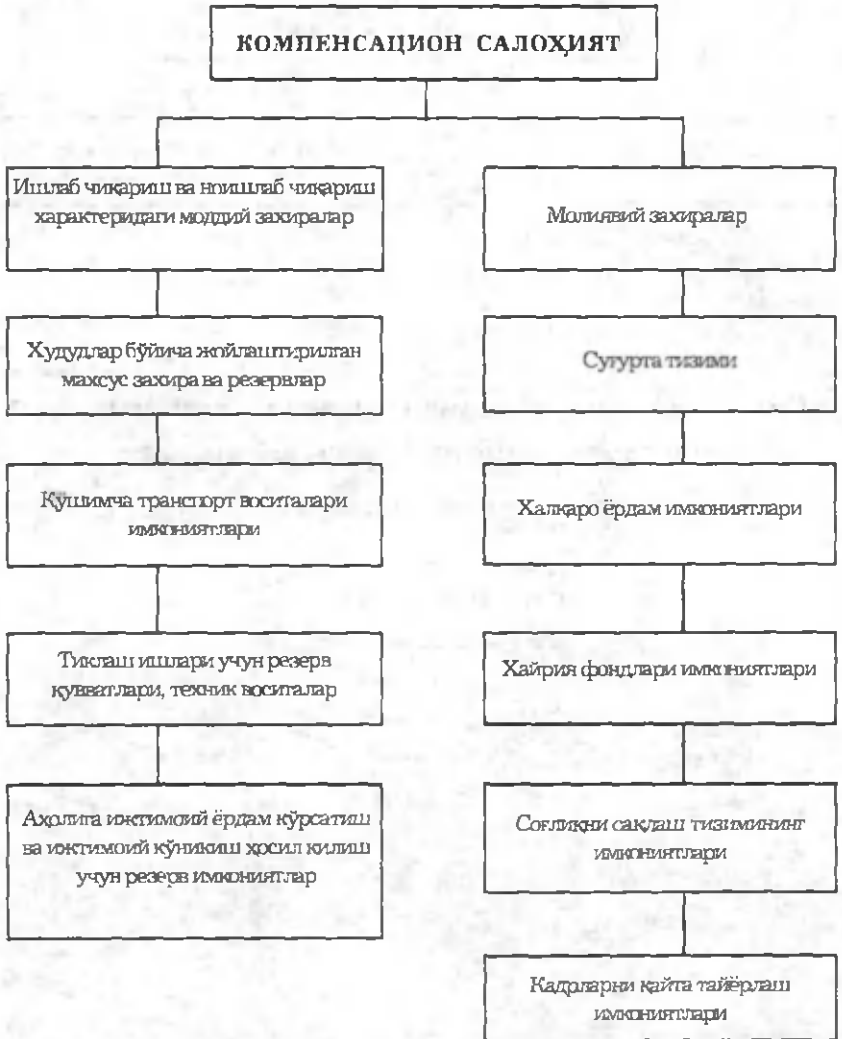 КОМПЕНСАЦИОН САЛОҲИЯТ
Ишлаб чиқариш ва ноишлаб чиқариш
характеридаги моддий захиралар
Худудлар бўйича жойлаштирилган
махсус захира ва резервлар
Қўшимча транспорт воситалари
имкониятлари
Тиклаш ишлари учун резерв
қувватлари, техник воситалар
Аҳолига ижтимоий ёрдам кўрсатиш
ва ижтимоий кўникиш ҳосил қилиш
учун резерв имкониятлар
Молиявий захиралар
Суғурта тизими
Халқаро ёрдам имкониятлари
Хайрия фондлари имкониятлари
Соғлиқни сақлаш тизимининг
имкониятлари
Кадрларни қайта тайёрлаш
имкониятлари